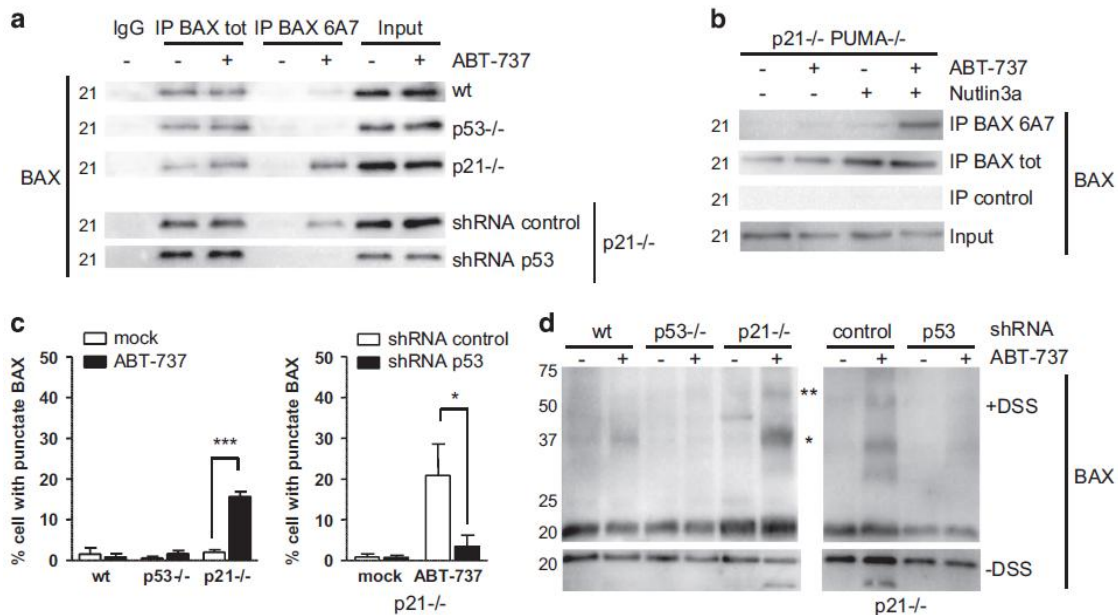 a
IgG IP BAX tot IP BAX 6A7 Input
- - + - + - + ABT-737
21 wt
21 p53-/-
21 p21-/-
21 shRNA control
21 shRNA p53
BAX
p21-/-
b
p21-/- PUMA-/-
- + - + ABT-737
- - + + Nutlin3a
21 IP BAX 6A7
21 IP BAX tot
21 IP control
21 Input
BAX
c
mock
ABT-737
% cell with punctate BAX
50
40
30
20
10
0
***
wt p53-/- p21-/-
shRNA control
shRNA p53
% cell with punctate BAX
50
40
30
20
10
0
*
mock ABT-737
p21-/-
d
wt p53-/- p21-/- control p53 shRNA
- + - + - + - + - + ABT-737
75
50
37
25
20
20
**
*
+DSS
-DSS
BAX
p21-/-